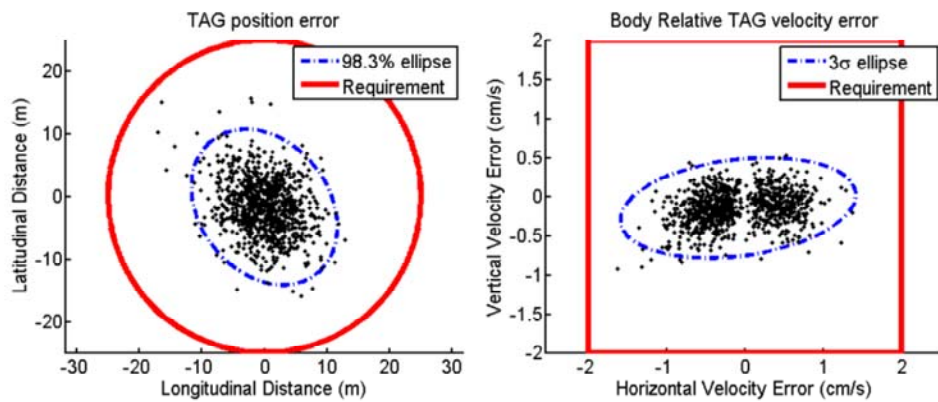 TAG position error
98.3% ellipse
Requirement
Latitudinal Distance (m)
20
10
0
-10
-20
-30 -20 -10 0 10 20 30
Longitudinal Distance (m)
Body Relative TAG velocity error
3σ ellipse
Requirement
Vertical Velocity Error (cm/s)
2
1.5
1
0.5
0
-0.5
-1
-1.5
-2
-2 -1 0 1 2
Horizontal Velocity Error (cm/s)